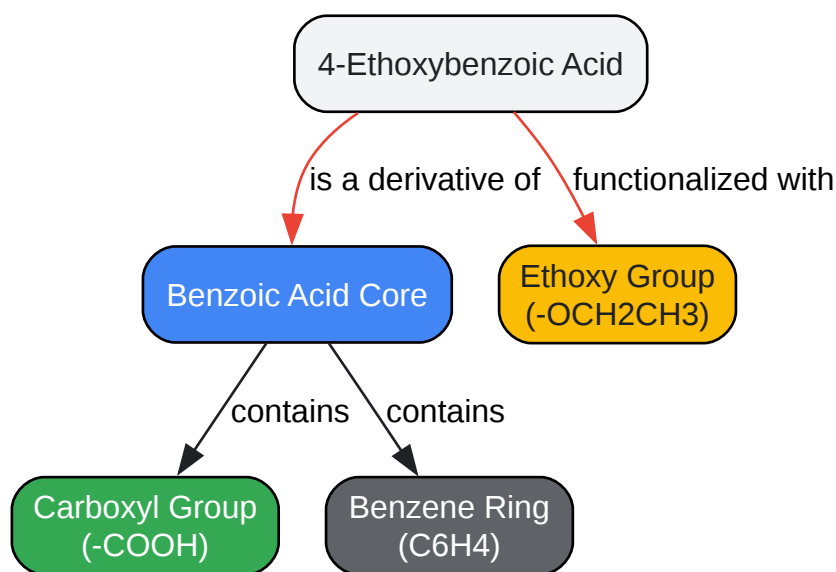 4-Ethoxybenzoic Acid
is a derivative of
functionalized with
Benzoic Acid Core
Ethoxy Group
(-OCH2CH3)
contains
contains
Carboxyl Group
(-COOH)
Benzene Ring
(C6H4)